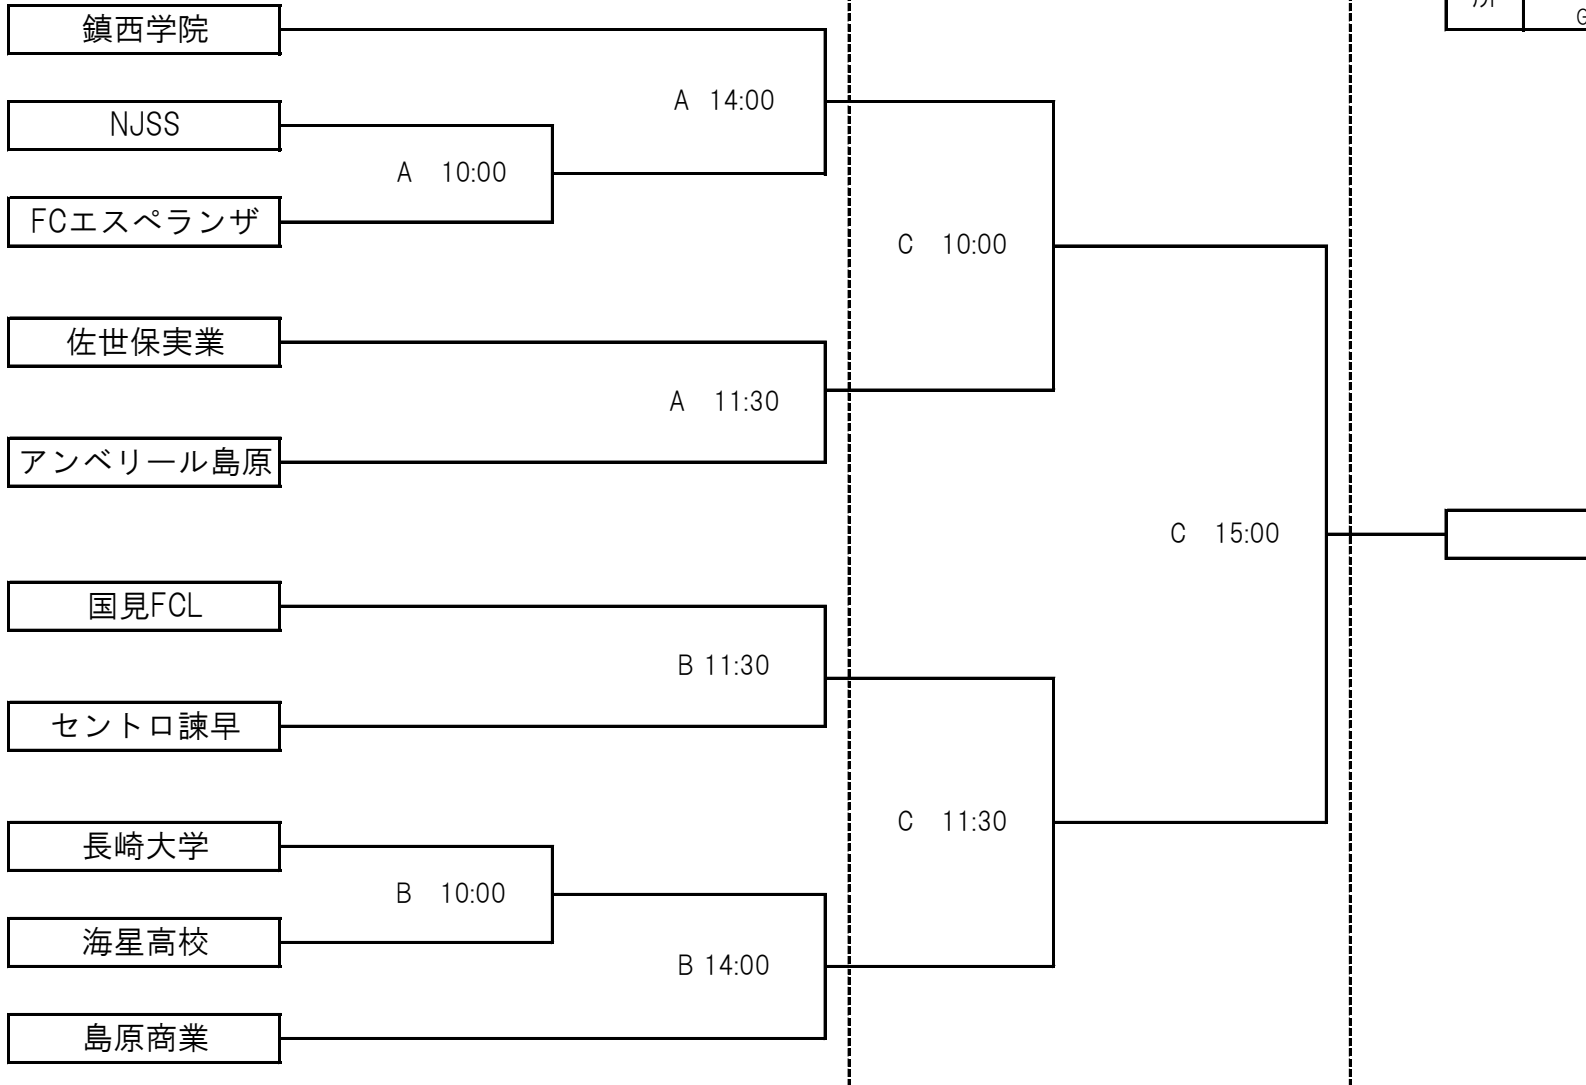 鎮西学院
A 14:00
NJSS
A 10:00
FCエスペランザ
C 10:00
佐世保実業
A 11:30
アンベリール島原
C 15:00
国見FCL
B 11:30
セントロ諫早
C 11:30
長崎大学
B 10:00
海星高校
B 14:00
島原商業